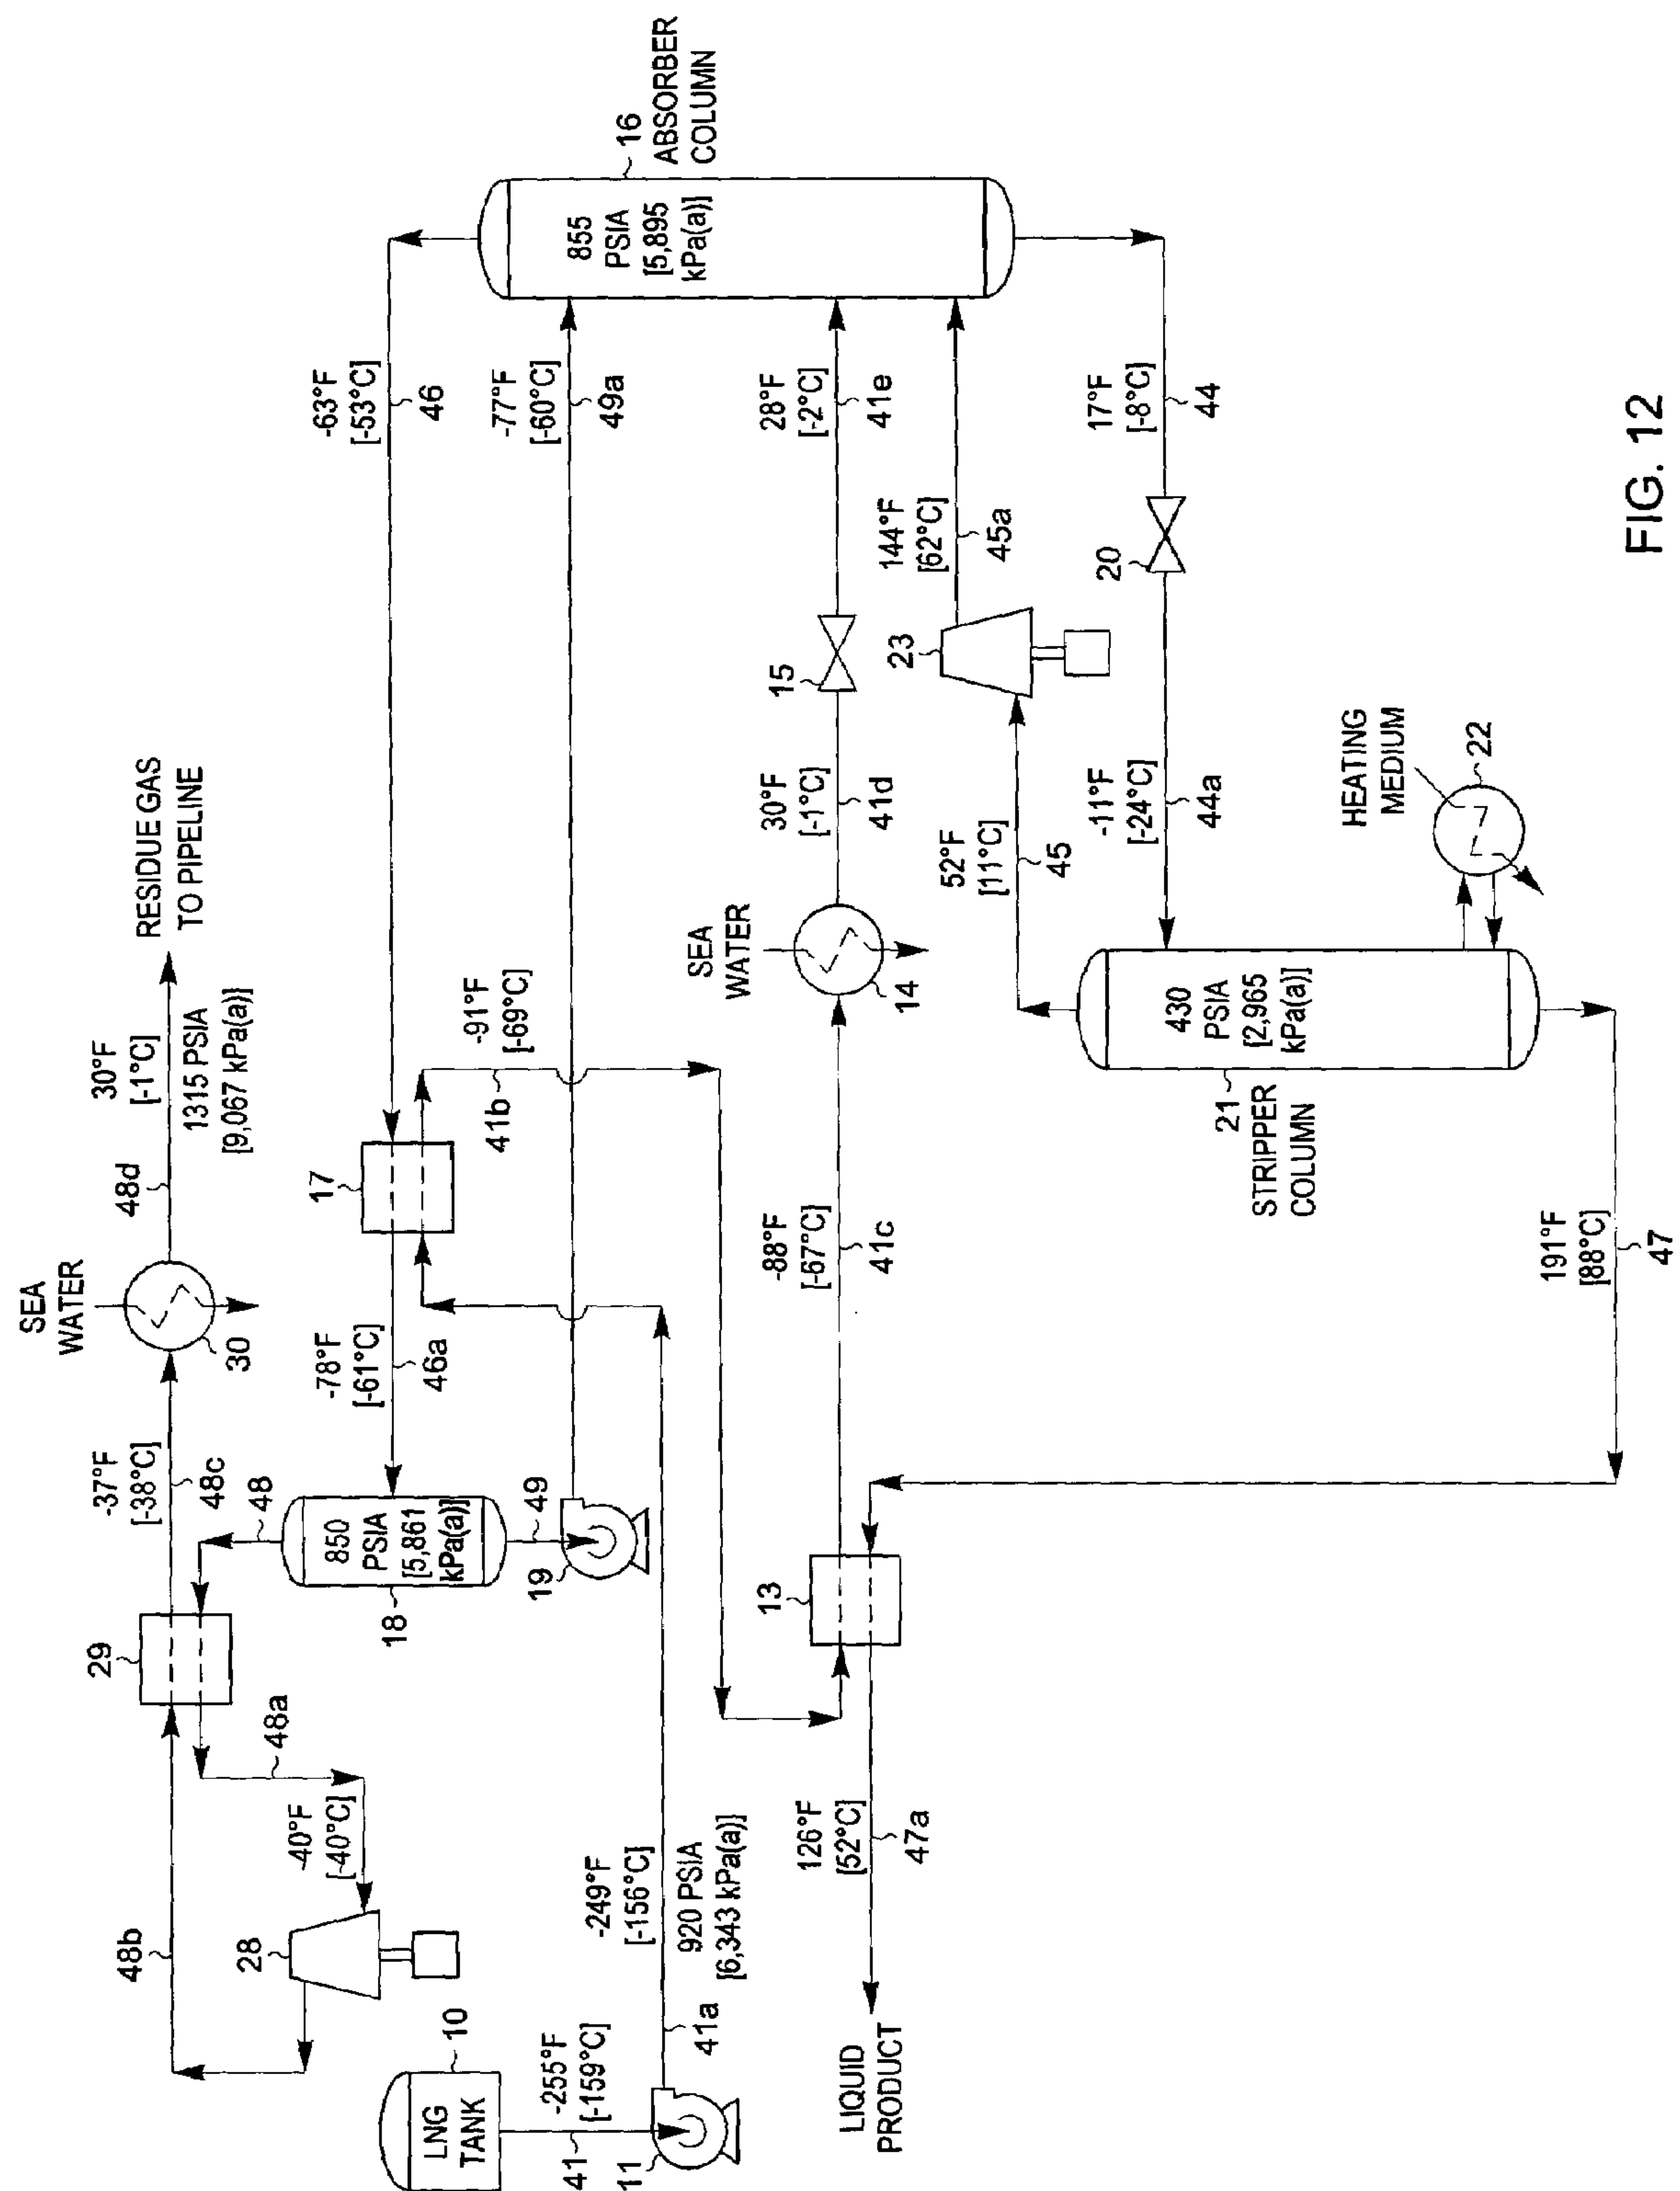 SEA
WATER
RESIDUE GAS
TO PIPELINE
48b
29
-37°F
[-38°C]
48c
30
48d
30°F
[-1°C]
1315 PSIA
[9,067 kPa(a)]
28
48a
-40°F
[-40°C]
48
850
PSIA
[5,861
kPa(a)]
18
49
19
-78°F
[-61°C]
46a
17
-63°F
[-53°C]
46
-91°F
[-69°C]
41b
-77°F
[-60°C]
49a
16
ABSORBER
COLUMN
855
PSIA
[5,895
kPa(a)]
10
LNG
TANK
-255°F
[-159°C]
41
11
41a
-249°F
[-156°C]
920 PSIA
[6,343 kPa(a)]
13
-88°F
[-67°C]
41c
SEA
WATER
14
30°F
[-1°C]
41d
15
28°F
[-2°C]
41e
LIQUID
PRODUCT
126°F
[52°C]
47a
52°F
[11°C]
45
23
144°F
[62°C]
45a
21
STRIPPER
COLUMN
430
PSIA
[2,965
kPa(a)]
-11°F
[-24°C]
44a
20
17°F
[-8°C]
44
HEATING
MEDIUM
22
191°F
[88°C]
47
FIG. 12